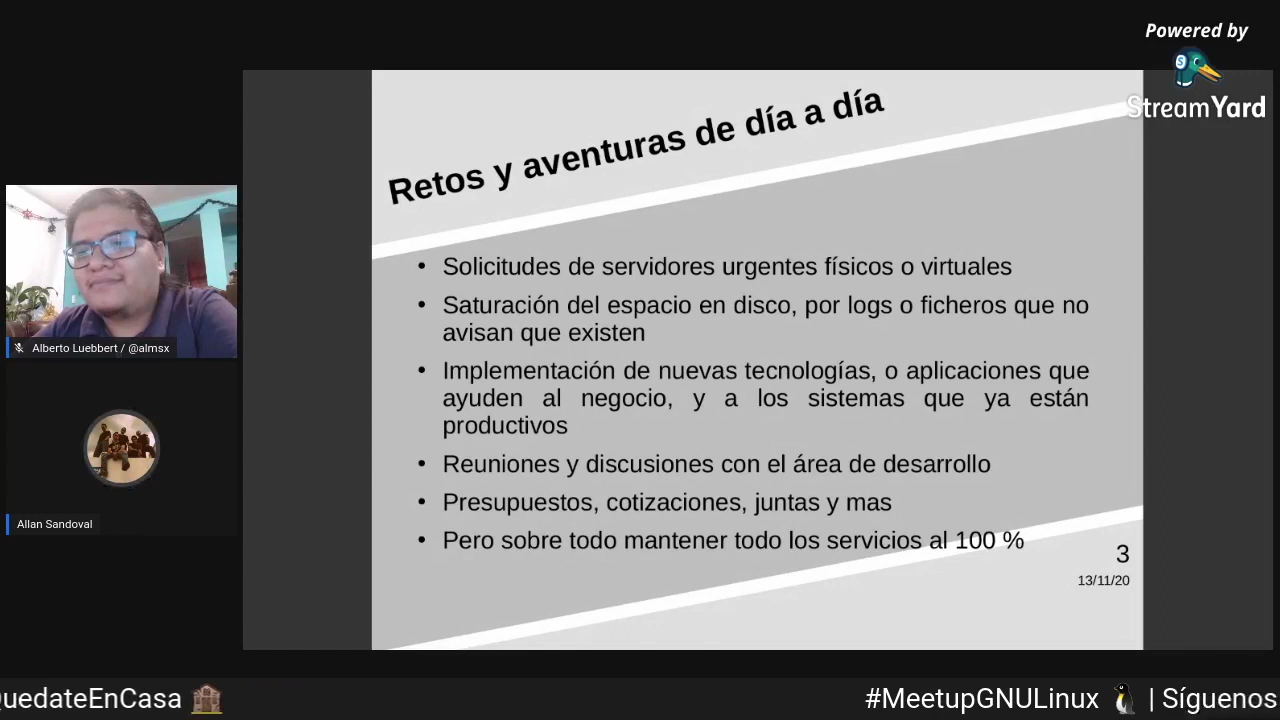 Powered by
StreamYard
Retos y aventuras de día a día
• Solicitudes de servidores urgentes físicos o virtuales
• Saturación del espacio en disco, por logs o ficheros que no
avisan que existen
• Implementación de nuevas tecnologías, o aplicaciones que
ayuden al negocio, y a los sistemas que ya están
productivos
• Reuniones y discusiones con el área de desarrollo
• Presupuestos, cotizaciones, juntas y mas
• Pero sobre todo mantener todo los servicios al 100 %
3
13/11/20
Alberto Luebbert / @almsx
Allan Sandoval
uedateEnCasa 🏚 #MeetupGNULinux 🐧 | Síguenos